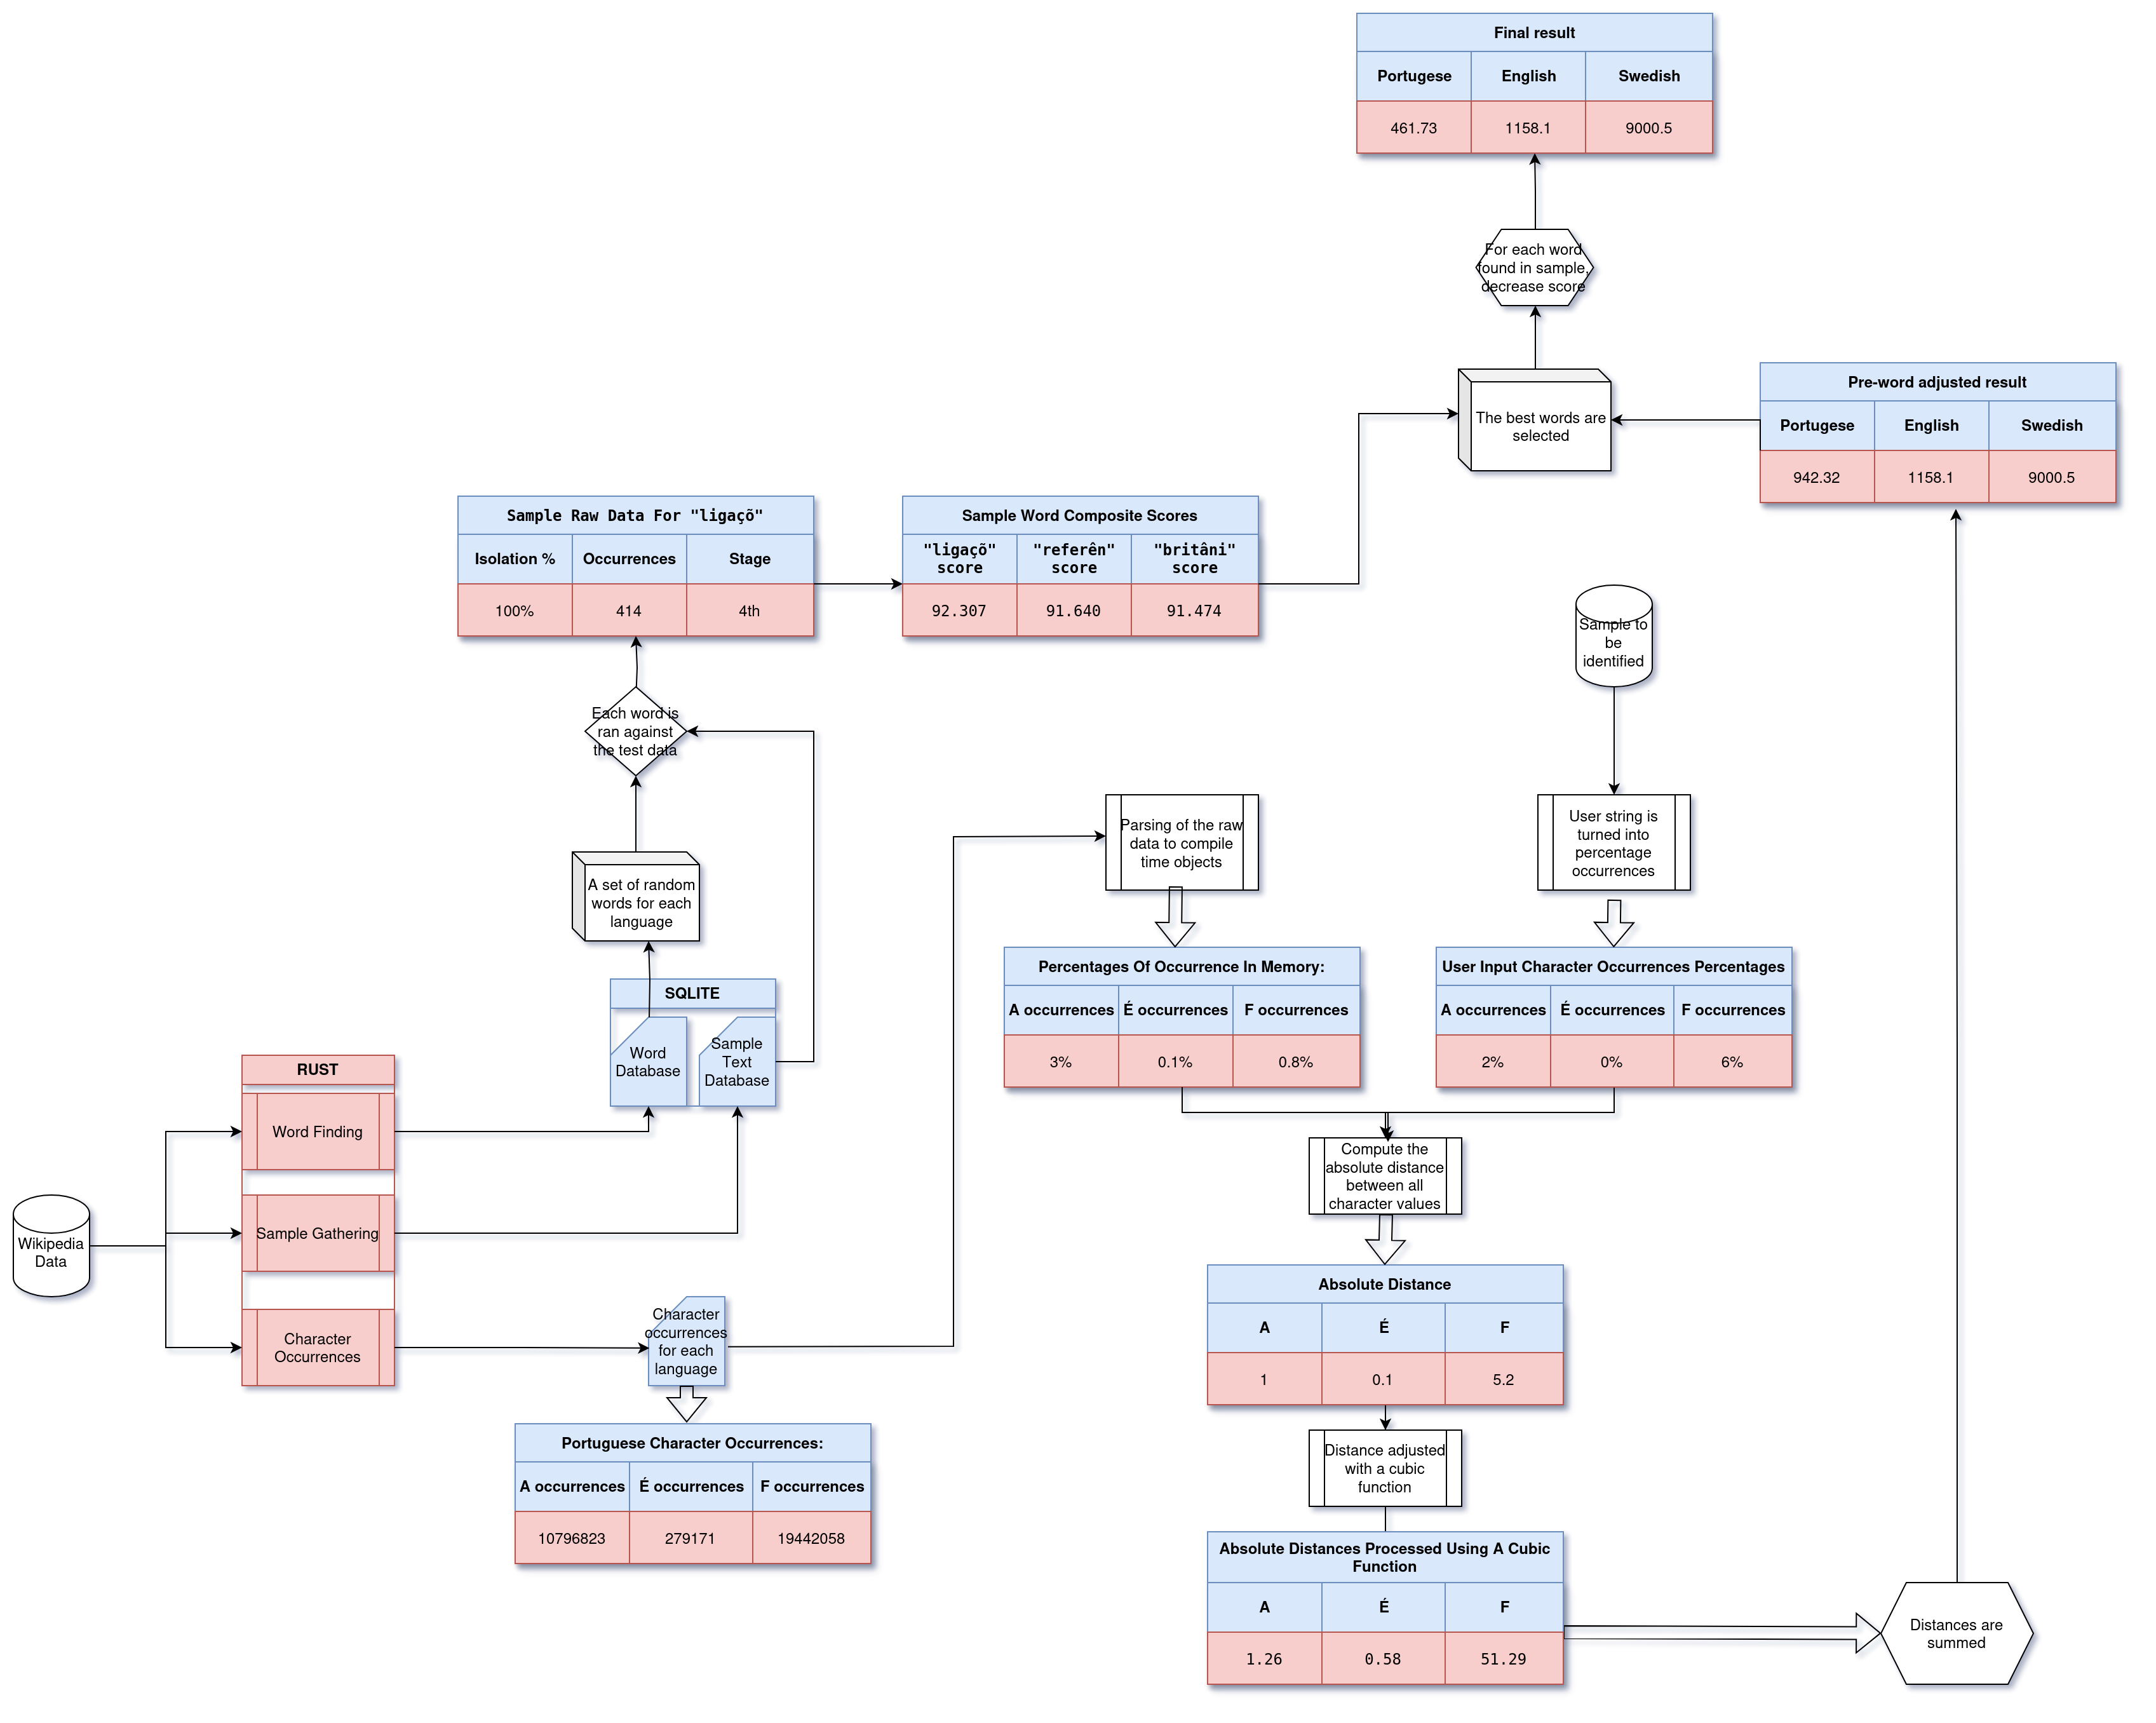 Final result
Portugese English Swedish
461.73 1158.1 9000.5
For each word
found in sample,
decrease score
The best words are
selected
Pre-word adjusted result
Portugese English Swedish
942.32 1158.1 9000.5
Sample Raw Data For "ligaçõ"
Isolation % Occurrences Stage
100% 414 4th
Sample Word Composite Scores
"ligaçõ" "referên" "britâni"
score score score
92.307 91.640 91.474
Sample to
be
identified
Each word is
ran against
the test data
Parsing of the raw
data to compile
time objects
User string is
turned into
percentage
occurrences
A set of random
words for each
language
Percentages Of Occurrence In Memory:
A occurrences É occurrences F occurrences
3% 0.1% 0.8%
User Input Character Occurrences Percentages
A occurrences É occurrences F occurrences
2% 0% 6%
SQLITE
Word
Database
Sample
Text
Database
RUST
Word Finding
Sample Gathering
Character
Occurrences
Wikipedia
Data
Compute the
absolute distance
between all
character values
Absolute Distance
A É F
1 0.1 5.2
Character
occurrences
for each
language
Portuguese Character Occurrences:
A occurrences É occurrences F occurrences
10796823 279171 19442058
Distance adjusted
with a cubic
function
Absolute Distances Processed Using A Cubic
Function
A É F
1.26 0.58 51.29
Distances are
summed